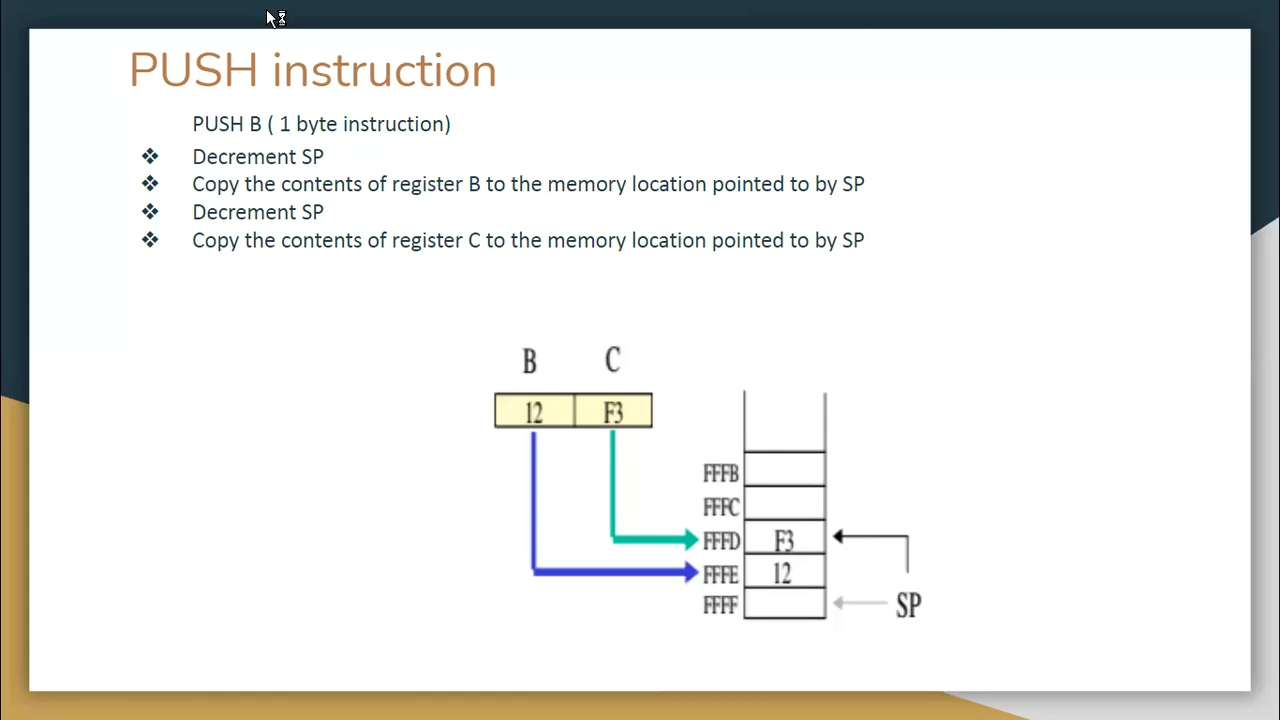 PUSH instruction
PUSH B ( 1 byte instruction)
❖ Decrement SP
❖ Copy the contents of register B to the memory location pointed to by SP
❖ Decrement SP
❖ Copy the contents of register C to the memory location pointed to by SP
B C
12 F3
FFFB
FFFC
FFFD F3
FFFE 12
FFFF SP